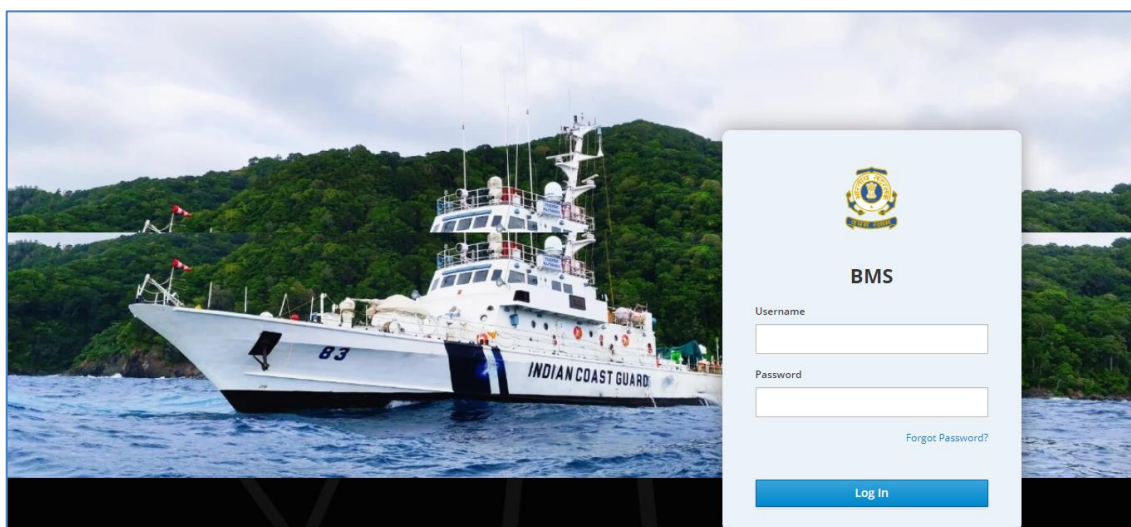 83
INDIAN COAST GUARD
BMS
Username
Password
Forgot Password?
Log In